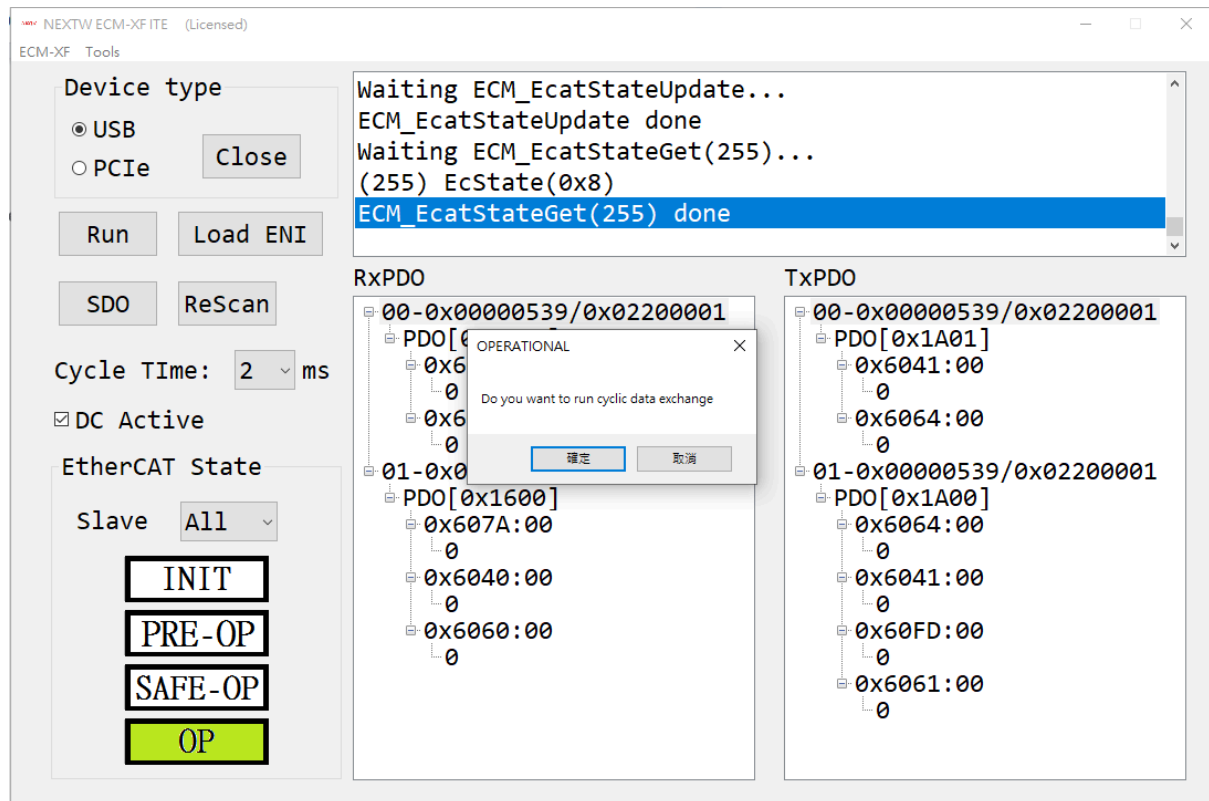 NEXTW ECM-XF ITE (Licensed)
ECM-XF Tools
Device type
USB
PCIe
Close
Run
Load ENI
SDO
ReScan
Cycle TIme: 2 ms
DC Active
EtherCAT State
Slave All
INIT
PRE-OP
SAFE-OP
OP
Waiting ECM_EcatStateUpdate...
ECM_EcatStateUpdate done
Waiting ECM_EcatStateGet(255)...
(255) EcState(0x8)
ECM_EcatStateGet(255) done
RxPDO
00-0x00000539/0x02200001
PDO[
0x6
0
0x6
0
01-0x0
PDO[0x1600]
0x607A:00
0
0x6040:00
0
0x6060:00
0
OPERATIONAL
Do you want to run cyclic data exchange
確定
取消
TxPDO
00-0x00000539/0x02200001
PDO[0x1A01]
0x6041:00
0
0x6064:00
0
01-0x00000539/0x02200001
PDO[0x1A00]
0x6064:00
0
0x6041:00
0
0x60FD:00
0
0x6061:00
0